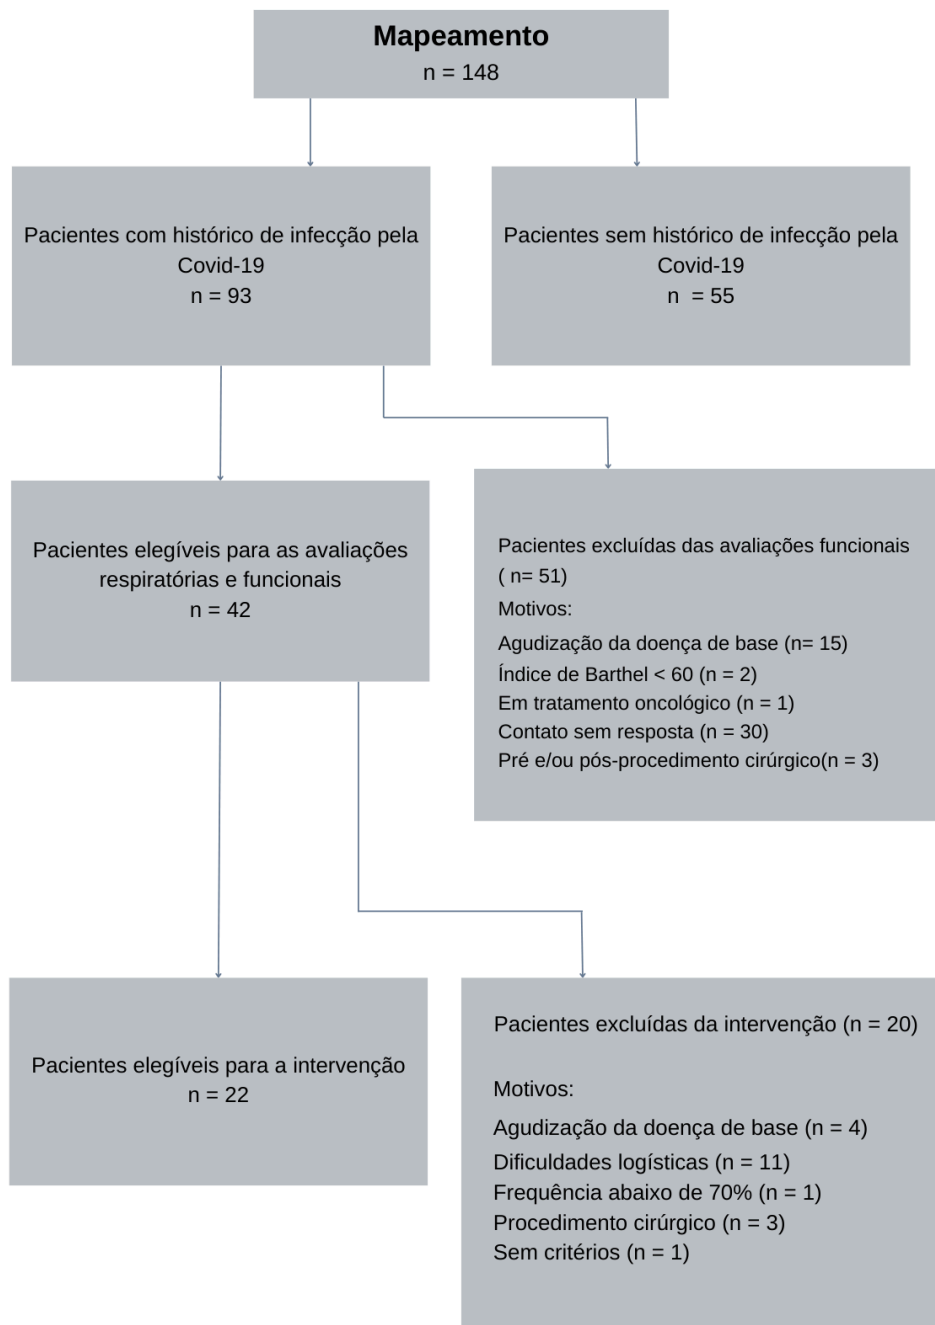 Mapeamento
n = 148
Pacientes com histórico de infecção pela
Covid-19
n = 93
Pacientes sem histórico de infecção pela
Covid-19
n  = 55
Pacientes elegíveis para as avaliações
respiratórias e funcionais
n = 42
Pacientes excluídas das avaliações funcionais
( n= 51)
Motivos:
Agudização da doença de base (n= 15)
Índice de Barthel < 60 (n = 2)
Em tratamento oncológico (n = 1)
Contato sem resposta (n = 30)
Pré e/ou pós-procedimento cirúrgico(n = 3)
Pacientes elegíveis para a intervenção
n = 22
Pacientes excluídas da intervenção (n = 20)
Motivos:
Agudização da doença de base (n = 4)
Dificuldades logísticas (n = 11)
Frequência abaixo de 70% (n = 1)
Procedimento cirúrgico (n = 3)
Sem critérios (n = 1)